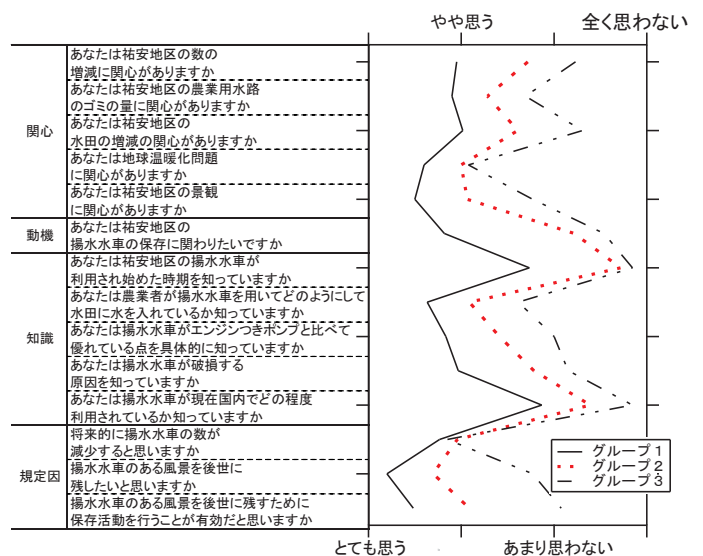 やや思う
全く思わない
関心
あなたは祐安地区の数の
増減に関心がありますか
あなたは祐安地区の農業用水路
のゴミの量に関心がありますか
あなたは祐安地区の
水田の増減の関心がありますか
あなたは地球温暖化問題
に関心がありますか
あなたは祐安地区の景観
に関心がありますか
動機
あなたは祐安地区の
揚水水車の保存に関わりたいですか
知識
あなたは祐安地区の揚水水車が
利用され始めた時期を知っていますか
あなたは農業者が揚水水車を用いてどのようにして
水田に水を入れているか知っていますか
あなたは揚水水車がエンジンつきポンプと比べて
優れている点を具体的に知っていますか
あなたは揚水水車が破損する
原因を知っていますか
あなたは揚水水車が現在国内でどの程度
利用されているか知っていますか
規定因
将来的に揚水水車の数が
減少すると思いますか
揚水水車のある風景を後世に
残したいと思いますか
揚水水車のある風景を後世に残すために
保存活動を行うことが有効だと思いますか
グループ1
グループ2
グループ3
とても思う
あまり思わない